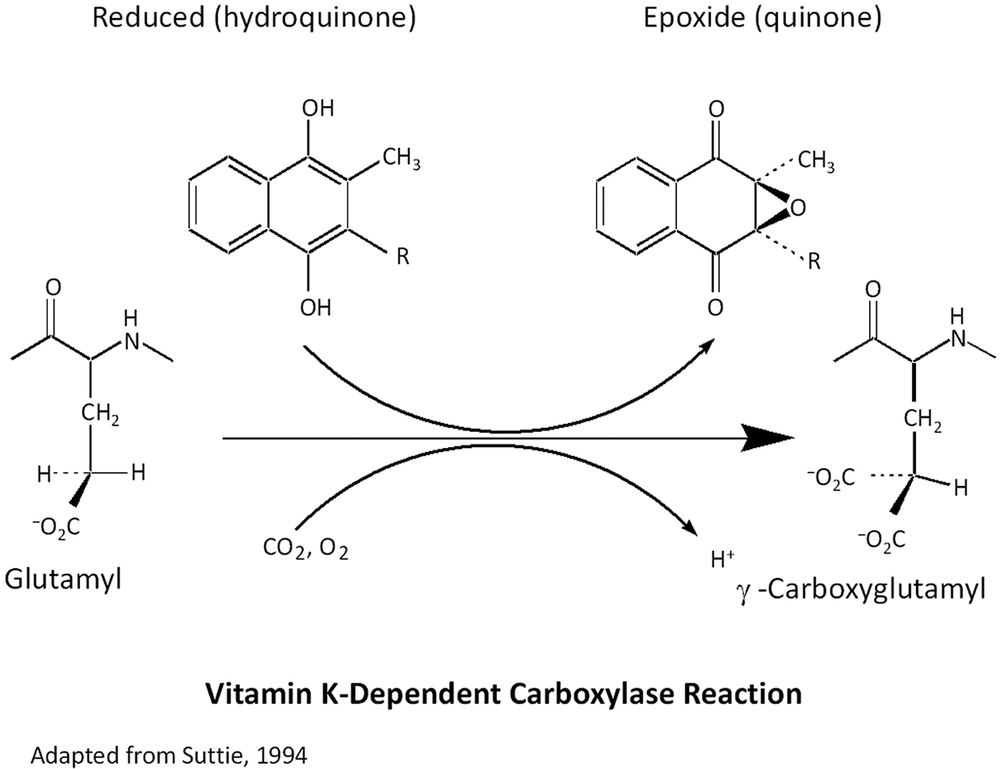 Reduced (hydroquinone)
Epoxide (quinone)
OH
CH3
R
OH
O
CH3
O
R
O
O
H
N
CH2
H
H
⁻O2C
Glutamyl
CO2, O2
H⁺
O
H
N
CH2
⁻O2C
H
⁻O2C
γ -Carboxyglutamyl
Vitamin K-Dependent Carboxylase Reaction
Adapted from Suttie, 1994